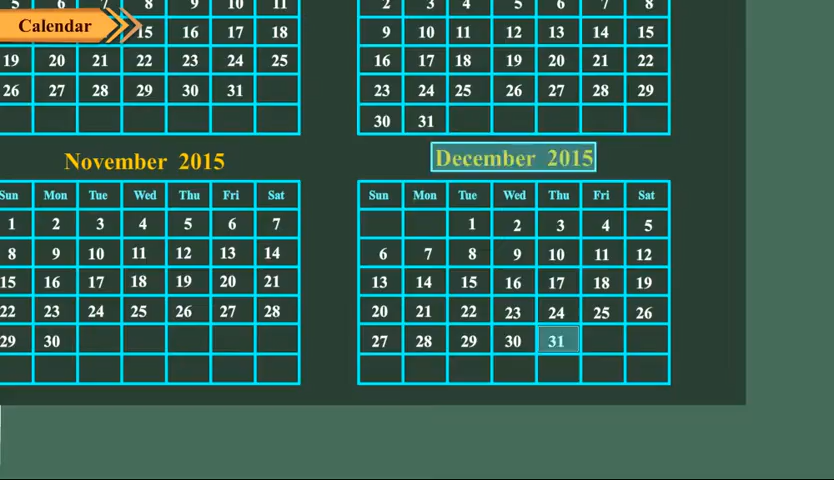 5 6 7 8 9 10 11
Calendar
15 16 17 18
19 20 21 22 23 24 25
26 27 28 29 30 31
2 3 4 5 6 7 8
9 10 11 12 13 14 15
16 17 18 19 20 21 22
23 24 25 26 27 28 29
30 31
November 2015
Sun Mon Tue Wed Thu Fri Sat
1 2 3 4 5 6 7
8 9 10 11 12 13 14
15 16 17 18 19 20 21
22 23 24 25 26 27 28
29 30
December 2015
Sun Mon Tue Wed Thu Fri Sat
1 2 3 4 5
6 7 8 9 10 11 12
13 14 15 16 17 18 19
20 21 22 23 24 25 26
27 28 29 30 31